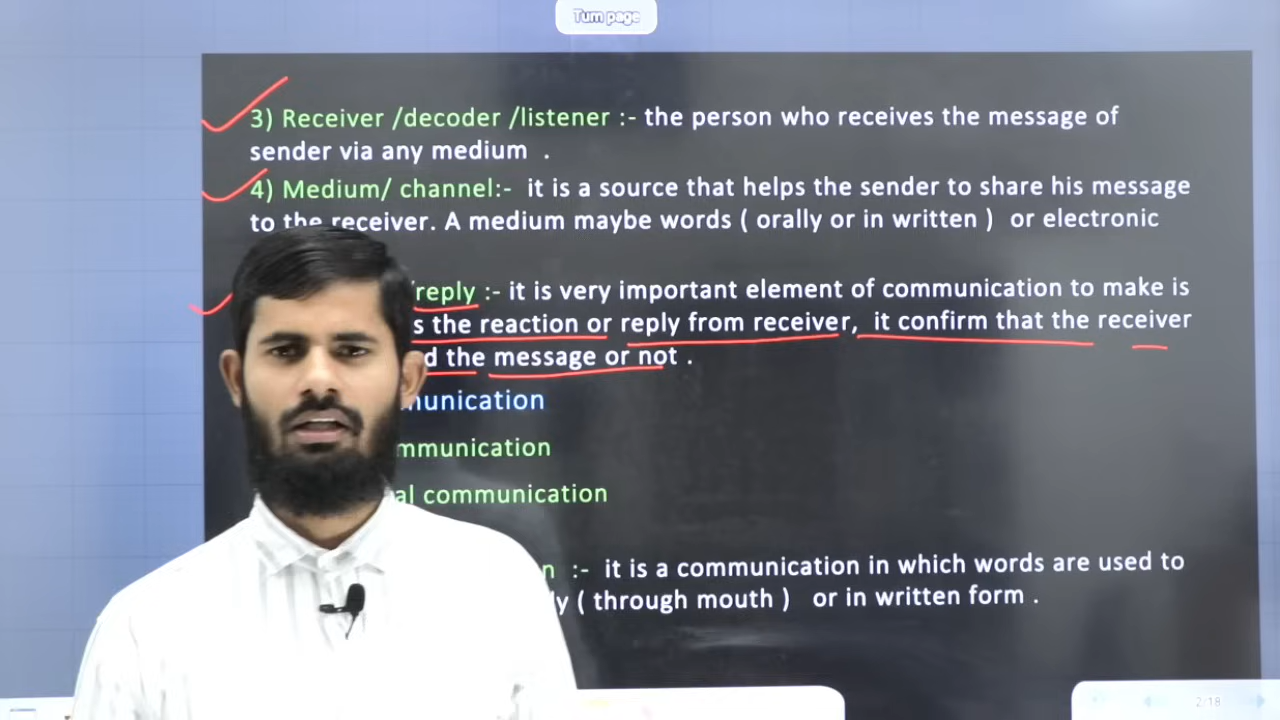 Turn page
3) Receiver /decoder /listener :- the person who receives the message of
sender via any medium .
4) Medium/ channel:- it is a source that helps the sender to share his message
to the receiver. A medium maybe words ( orally or in written ) or electronic
/reply :- it is very important element of communication to make is
the reaction or reply from receiver, it confirm that the receiver
the message or not .
:- it is a communication in which words are used to
( through mouth ) or in written form .
communication
2/18